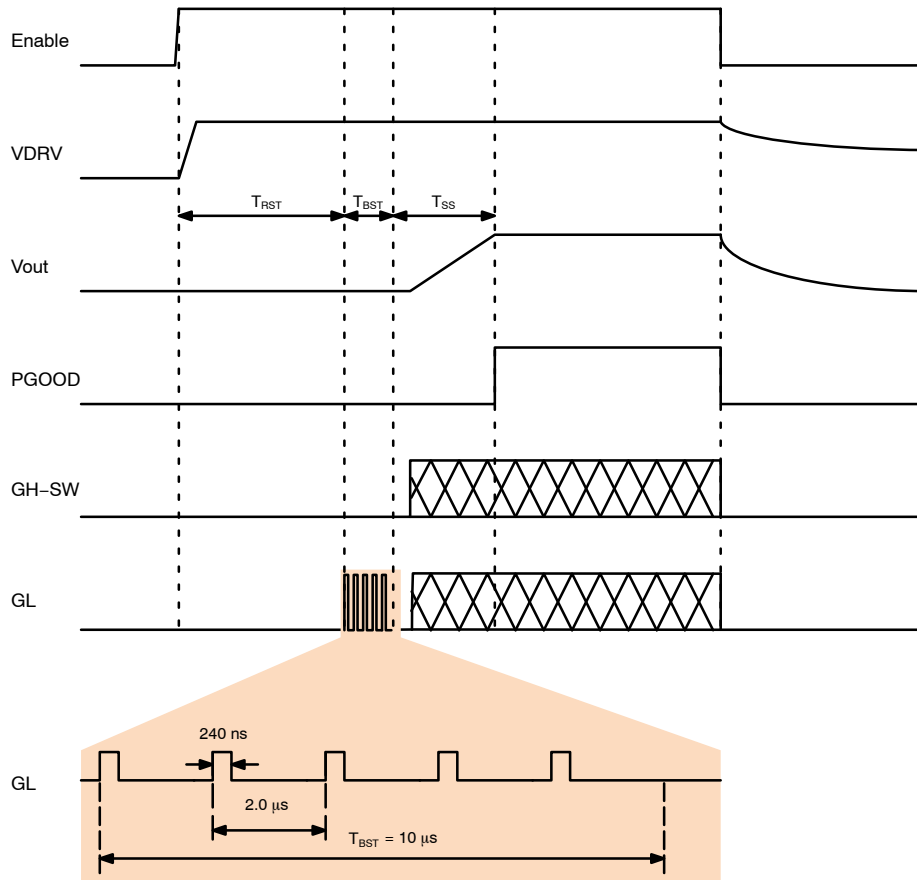 Enable
VDRV
TRST TBST TSS
Vout
PGOOD
GH–SW
GL
240 ns
GL
2.0 μs
TBST = 10 μs